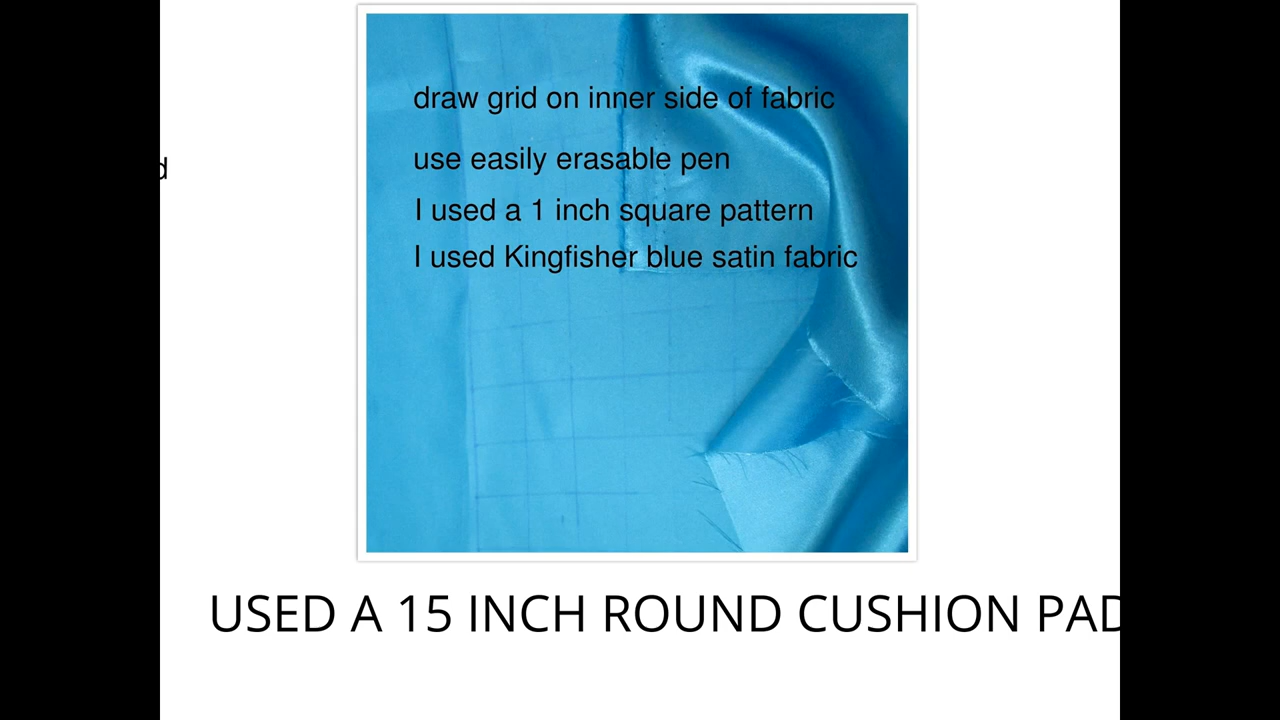 draw grid on inner side of fabric
d
use easily erasable pen
I used a 1 inch square pattern
I used Kingfisher blue satin fabric
USED A 15 INCH ROUND CUSHION PAD